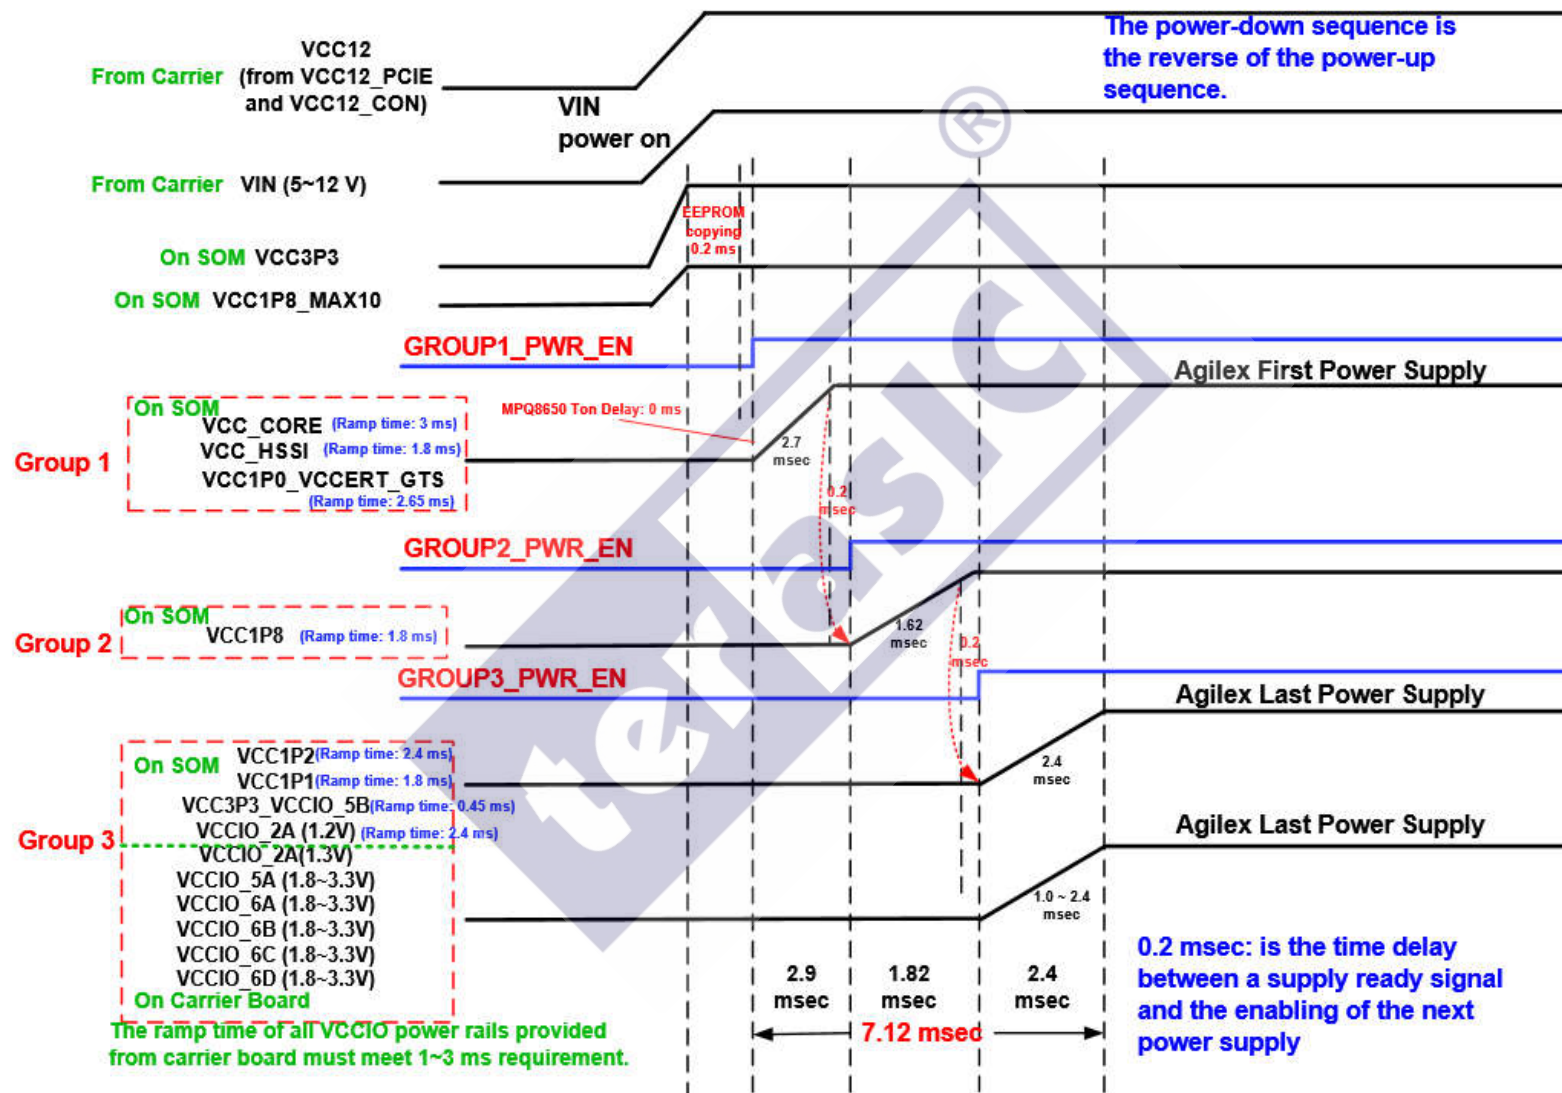 VCC12
From Carrier (from VCC12_PCIE
and VCC12_CON)
The power-down sequence is
the reverse of the power-up
sequence.
VIN
power on
From Carrier VIN (5~12 V)
EEPROM
copying
0.2 ms
On SOM VCC3P3
On SOM VCC1P8_MAX10
GROUP1_PWR_EN
Agilex First Power Supply
On SOM
MPQ8650 Ton Delay: 0 ms
VCC_CORE (Ramp time: 3 ms)
VCC_HSSI (Ramp time: 1.8 ms)
Group 1
VCC1P0_VCCERT_GTS
(Ramp time: 2.65 ms)
2.7
msec
0.2
msec
GROUP2_PWR_EN
On SOM
Group 2
VCC1P8 (Ramp time: 1.8 ms)
1.62
msec
0.2
msec
GROUP3_PWR_EN
Agilex Last Power Supply
On SOM
VCC1P2(Ramp time: 2.4 ms)
VCC1P1(Ramp time: 1.8 ms)
VCC3P3_VCCIO_5B(Ramp time: 0.45 ms)
VCCIO_2A (1.2V) (Ramp time: 2.4 ms)
2.4
msec
Group 3
Agilex Last Power Supply
VCCIO_2A(1.3V)
VCCIO_5A (1.8~3.3V)
VCCIO_6A (1.8~3.3V)
VCCIO_6B (1.8~3.3V)
VCCIO_6C (1.8~3.3V)
VCCIO_6D (1.8~3.3V)
On Carrier Board
1.0 ~ 2.4
msec
The ramp time of all VCCIO power rails provided
from carrier board must meet 1~3 ms requirement.
2.9
msec
1.82
msec
2.4
msec
7.12 msec
0.2 msec: is the time delay
between a supply ready signal
and the enabling of the next
power supply
terasic
®